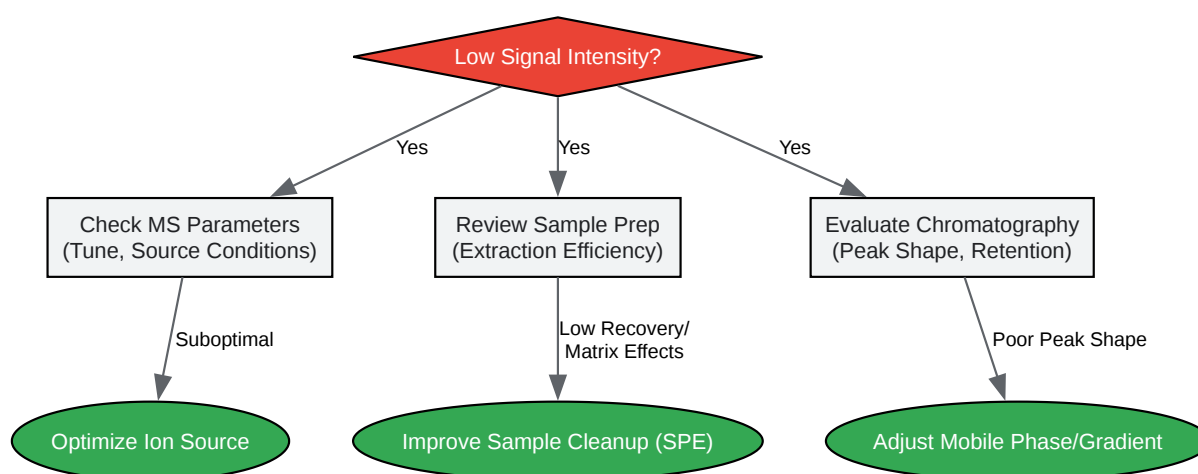 Low Signal Intensity?
Yes
Yes
Yes
Check MS Parameters
(Tune, Source Conditions)
Review Sample Prep
(Extraction Efficiency)
Evaluate Chromatography
(Peak Shape, Retention)
Suboptimal
Low Recovery/
Matrix Effects
Poor Peak Shape
Optimize Ion Source
Improve Sample Cleanup (SPE)
Adjust Mobile Phase/Gradient